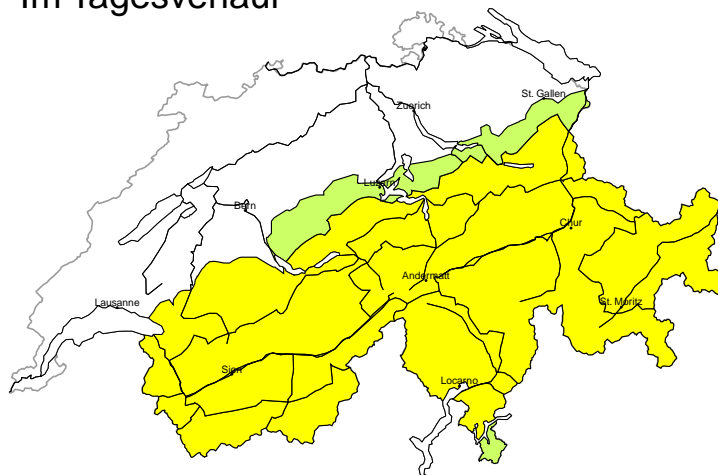 im Tagesverlauf
St. Gallen
Zuerich
Luzern
Bern
Chur
Andermatt
Lausanne
St. Moritz
Sion
Locarno